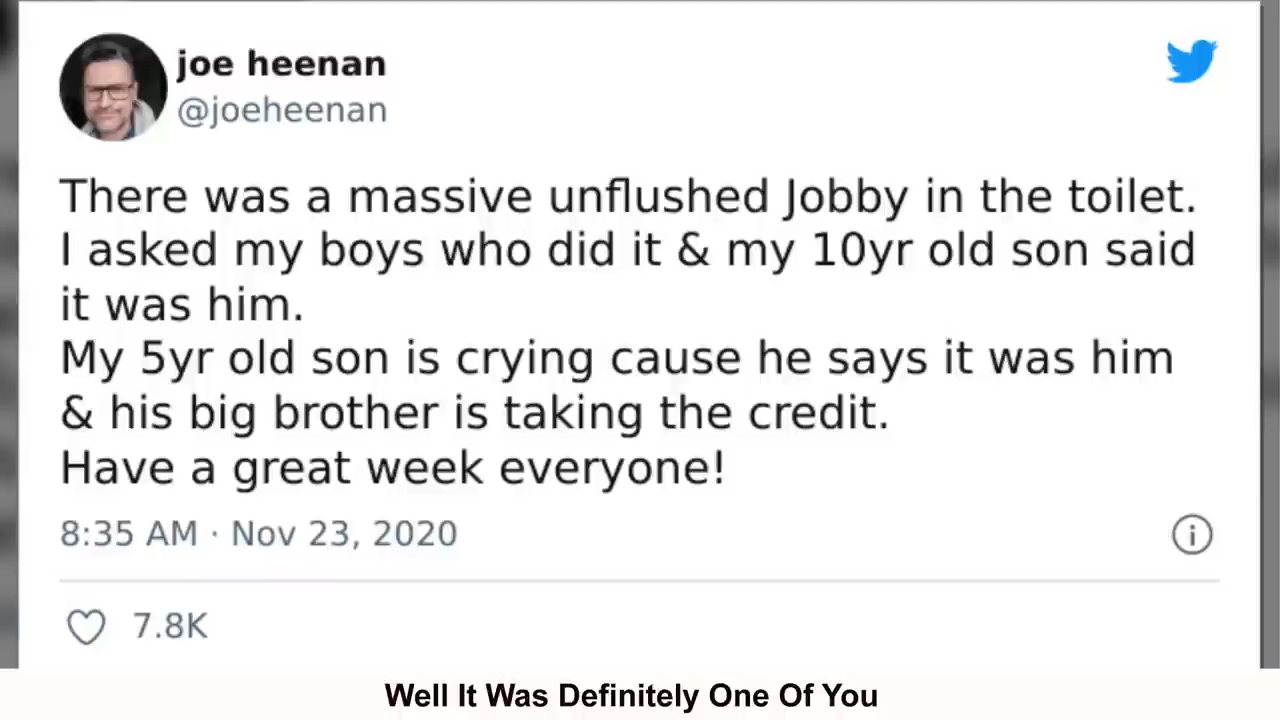 joe heenan
@joeheenan
There was a massive unflushed Jobby in the toilet.
I asked my boys who did it & my 10yr old son said
it was him.
My 5yr old son is crying cause he says it was him
& his big brother is taking the credit.
Have a great week everyone!
8:35 AM · Nov 23, 2020
7.8K
Well It Was Definitely One Of You